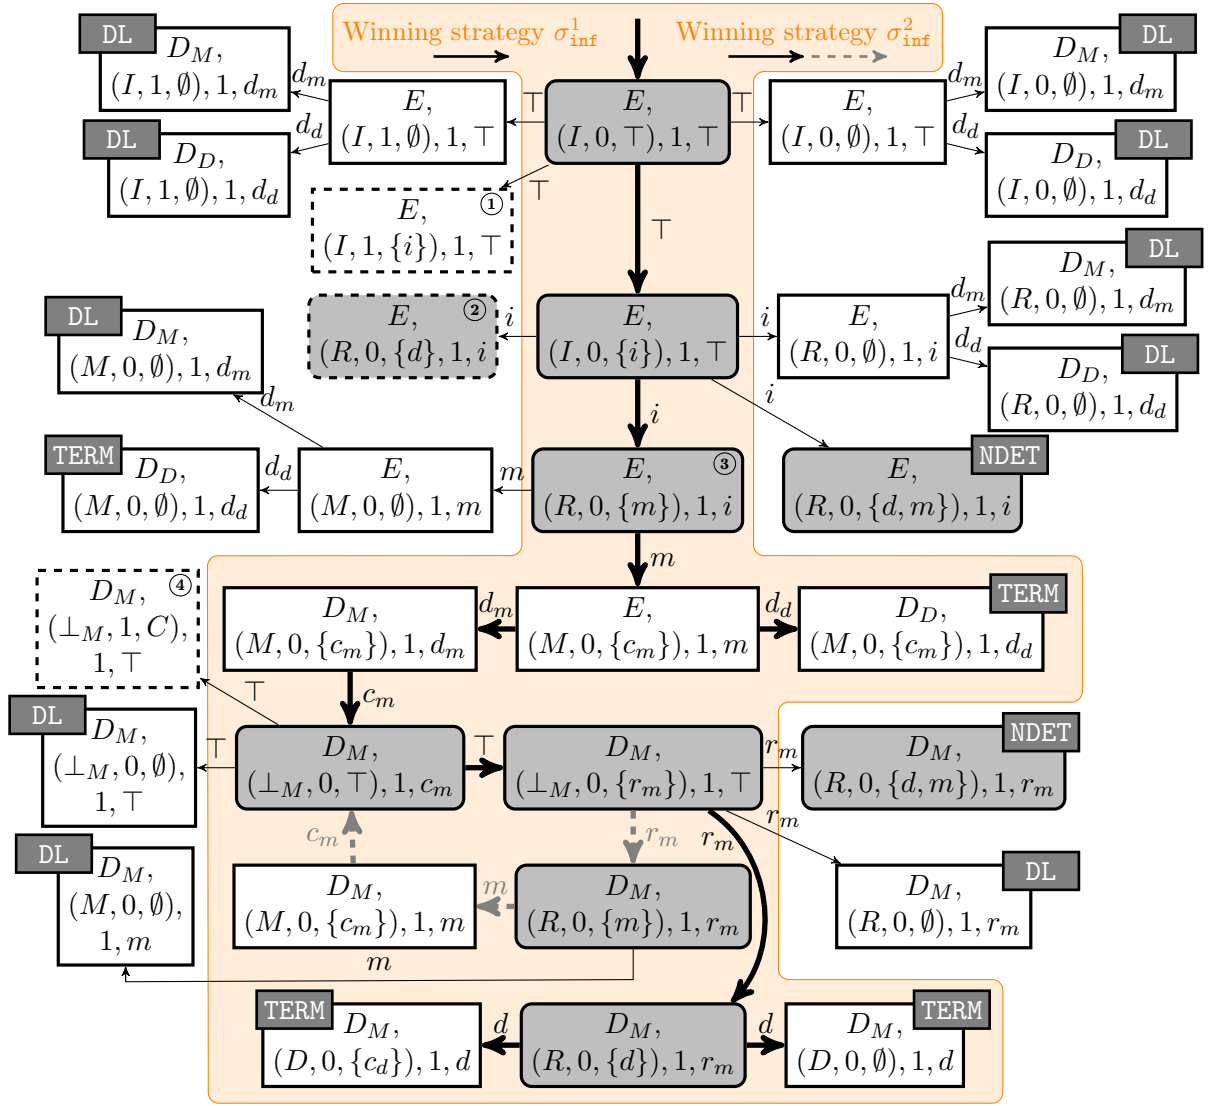 Winning strategy σ¹_inf
Winning strategy σ²_inf
DL
D_M,
(I, 1, ∅), 1, d_m
d_m
E,
(I, 1, ∅), 1, ⊤
⊤
E,
(I, 0, ⊤), 1, ⊤
⊤
E,
(I, 0, ∅), 1, ⊤
d_m
DL
D_M,
(I, 0, ∅), 1, d_m
DL
D_D,
(I, 1, ∅), 1, d_d
d_d
d_d
DL
D_D,
(I, 0, ∅), 1, d_d
①
E,
(I, 1, {i}), 1, ⊤
⊤
⊤
DL
D_M,
(M, 0, ∅), 1, d_m
②
E,
(R, 0, {d}, 1, i
i
E,
(I, 0, {i}), 1, ⊤
i
E,
(R, 0, ∅), 1, i
d_m
DL
D_M,
(R, 0, ∅), 1, d_m
d_d
DL
D_D,
(R, 0, ∅), 1, d_d
d_m
i
i
TERM
D_D,
(M, 0, ∅), 1, d_d
d_d
E,
(M, 0, ∅), 1, m
m
③
E,
(R, 0, {m}), 1, i
NDET
E,
(R, 0, {d, m}), 1, i
m
④
D_M,
(⊥_M, 1, C),
1, ⊤
D_M,
(M, 0, {c_m}), 1, d_m
d_m
E,
(M, 0, {c_m}), 1, m
d_d
TERM
D_D,
(M, 0, {c_m}), 1, d_d
⊤
c_m
DL
D_M,
(⊥_M, 0, ∅),
1, ⊤
⊤
D_M,
(⊥_M, 0, ⊤), 1, c_m
⊤
D_M,
(⊥_M, 0, {r_m}), 1, ⊤
r_m
NDET
D_M,
(R, 0, {d, m}), 1, r_m
c_m
r_m
r_m
r_m
DL
D_M,
(M, 0, ∅),
1, m
D_M,
(M, 0, {c_m}), 1, m
m
D_M,
(R, 0, {m}), 1, r_m
DL
D_M,
(R, 0, ∅), 1, r_m
m
TERM
D_M,
(D, 0, {c_d}), 1, d
d
D_M,
(R, 0, {d}), 1, r_m
d
TERM
D_M,
(D, 0, ∅), 1, d